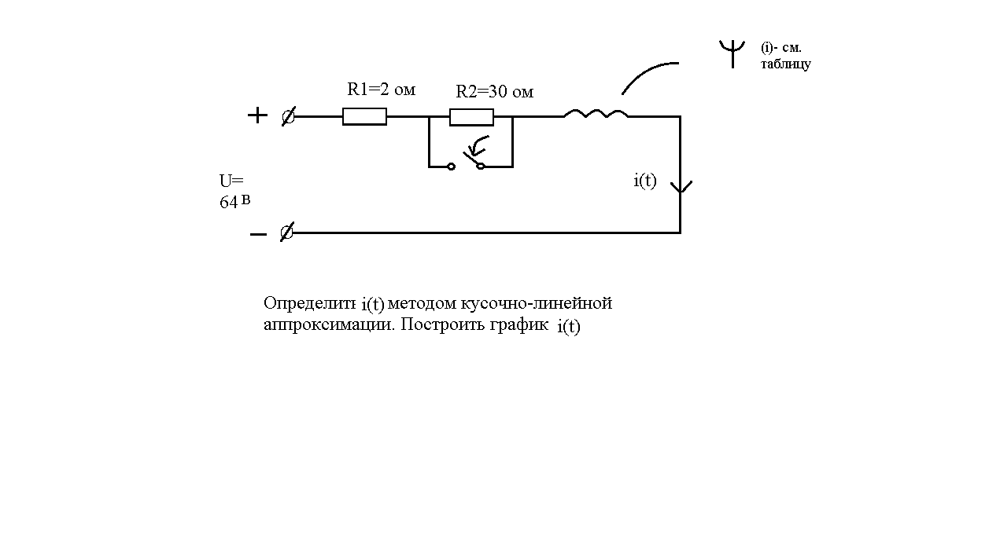 Ψ (i)- см.
таблицу
R1=2 ом
R2=30 ом
+
U=
64 В
i(t)
−
Определить i(t) методом кусочно-линейной
аппроксимации. Построить график i(t)